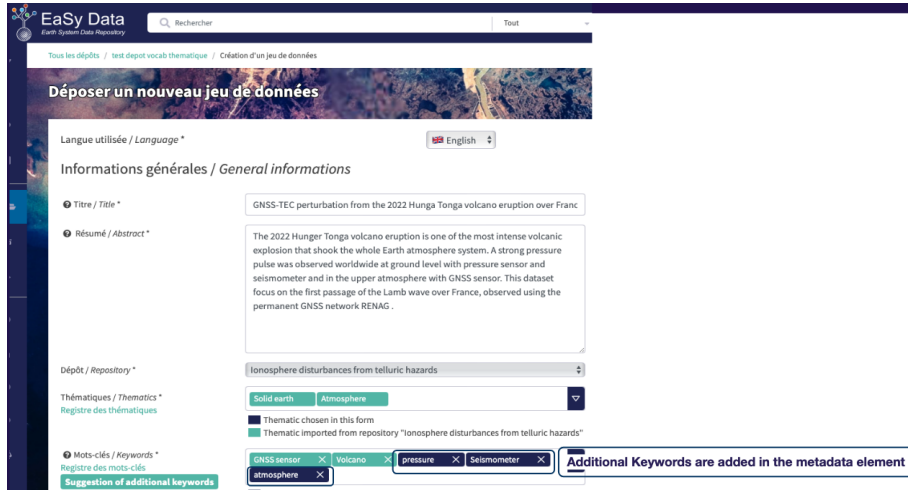 EaSy Data
Earth System Data Repository
Rechercher
Tout
Tous les dépôts / test depot vocab thematique / Création d'un jeu de données
Déposer un nouveau jeu de données
Langue utilisée / Language *
English
Informations générales / General informations
Titre / Title *
GNSS-TEC perturbation from the 2022 Hunga Tonga volcano eruption over Franc
Résumé / Abstract *
The 2022 Hunger Tonga volcano eruption is one of the most intense volcanic
explosion that shook the whole Earth atmosphere system. A strong pressure
pulse was observed worldwide at ground level with pressure sensor and
seismometer and in the upper atmosphere with GNSS sensor. This dataset
focus on the first passage of the Lamb wave over France, observed using the
permanent GNSS network RENAG .
Dépôt / Repository *
Ionosphere disturbances from telluric hazards
Thématiques / Thematics *
Registre des thématiques
Solid earth Atmosphere
Thematic chosen in this form
Thematic imported from repository "Ionosphere disturbances from telluric hazards"
Mots-clés / Keywords *
Registre des mots-clés
Suggestion of additional keywords
GNSS sensor X Volcano X pressure X Seismometer X
atmosphere X
Additional Keywords are added in the metadata element